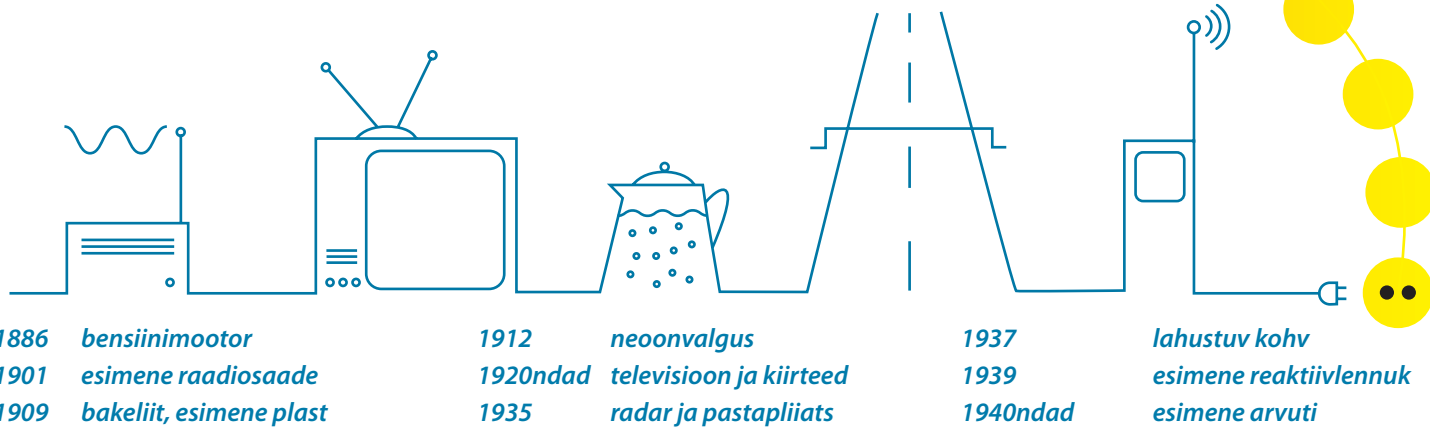 1886 bensiinimootor
1901 esimene raadiosaade
1909 bakeliit, esimene plast
1912 neoonvalgus
1920ndad televisioon ja kiirteed
1935 radar ja pastapliiats
1937 lahustuv kohv
1939 esimene reaktiivlennuk
1940ndad esimene arvuti